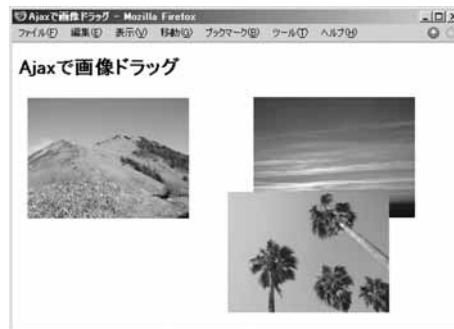 Ajaxで画像ドラッグ - Mozilla Firefox
ファイル(F) 編集(E) 表示(V) 移動(G) ブックマーク(B) ツール(T) ヘルプ(H)
Ajaxで画像ドラッグ